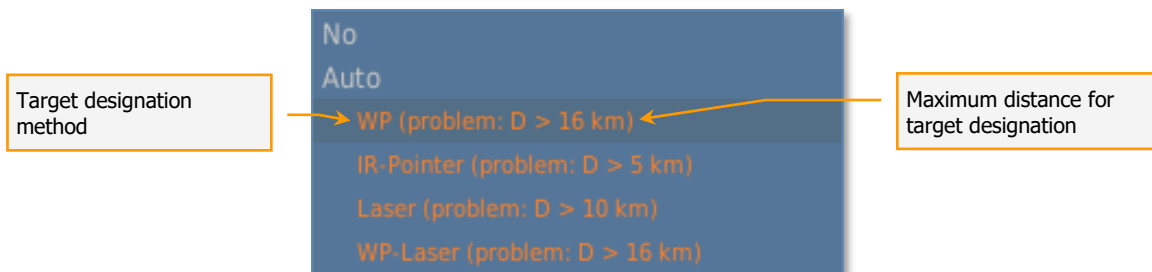 No
Auto
Target designation
method
WP (problem: D > 16 km)
Maximum distance for
target designation
IR-Pointer (problem: D > 5 km)
Laser (problem: D > 10 km)
WP-Laser (problem: D > 16 km)